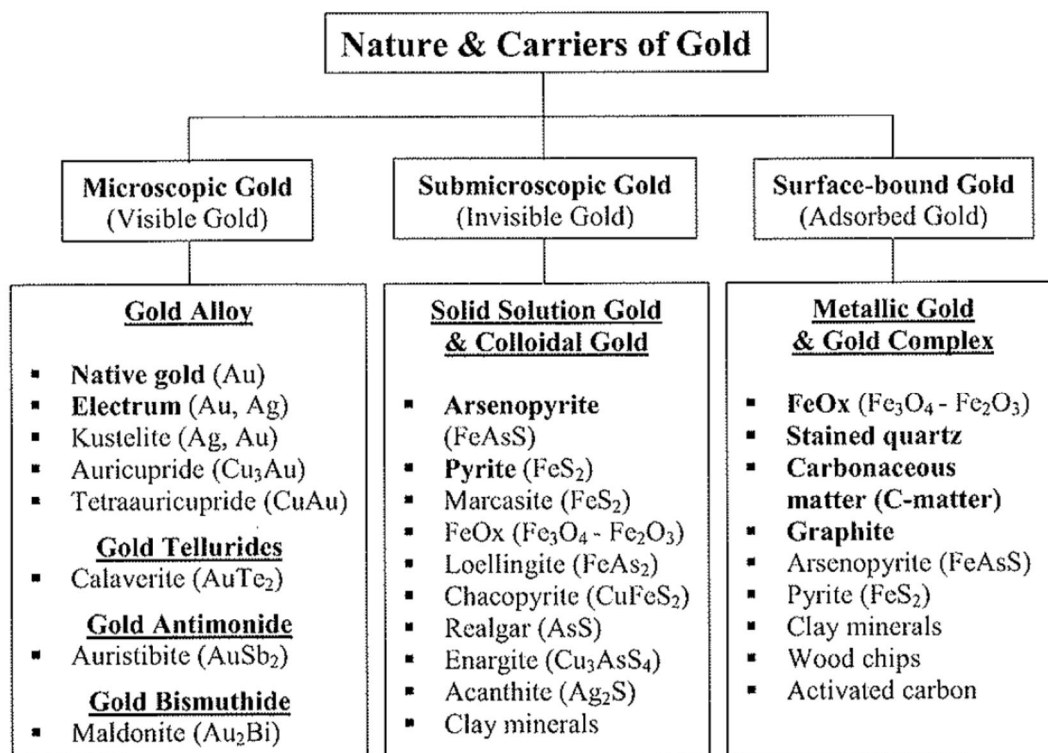 Nature & Carriers of Gold
Microscopic Gold
(Visible Gold)
Submicroscopic Gold
(Invisible Gold)
Surface-bound Gold
(Adsorbed Gold)
Gold Alloy
▪ Native gold (Au)
▪ Electrum (Au, Ag)
▪ Kustelite (Ag, Au)
▪ Auricupride (Cu₃Au)
▪ Tetraauricupride (CuAu)
Gold Tellurides
▪ Calaverite (AuTe₂)
Gold Antimonide
▪ Auristibite (AuSb₂)
Gold Bismuthide
▪ Maldonite (Au₂Bi)
Solid Solution Gold
& Colloidal Gold
▪ Arsenopyrite
(FeAsS)
▪ Pyrite (FeS₂)
▪ Marcasite (FeS₂)
▪ FeOx (Fe₃O₄ - Fe₂O₃)
▪ Loellingite (FeAs₂)
▪ Chacopyrite (CuFeS₂)
▪ Realgar (AsS)
▪ Enargite (Cu₃AsS₄)
▪ Acanthite (Ag₂S)
▪ Clay minerals
Metallic Gold
& Gold Complex
▪ FeOx (Fe₃O₄ - Fe₂O₃)
▪ Stained quartz
▪ Carbonaceous
matter (C-matter)
▪ Graphite
▪ Arsenopyrite (FeAsS)
▪ Pyrite (FeS₂)
▪ Clay minerals
▪ Wood chips
▪ Activated carbon